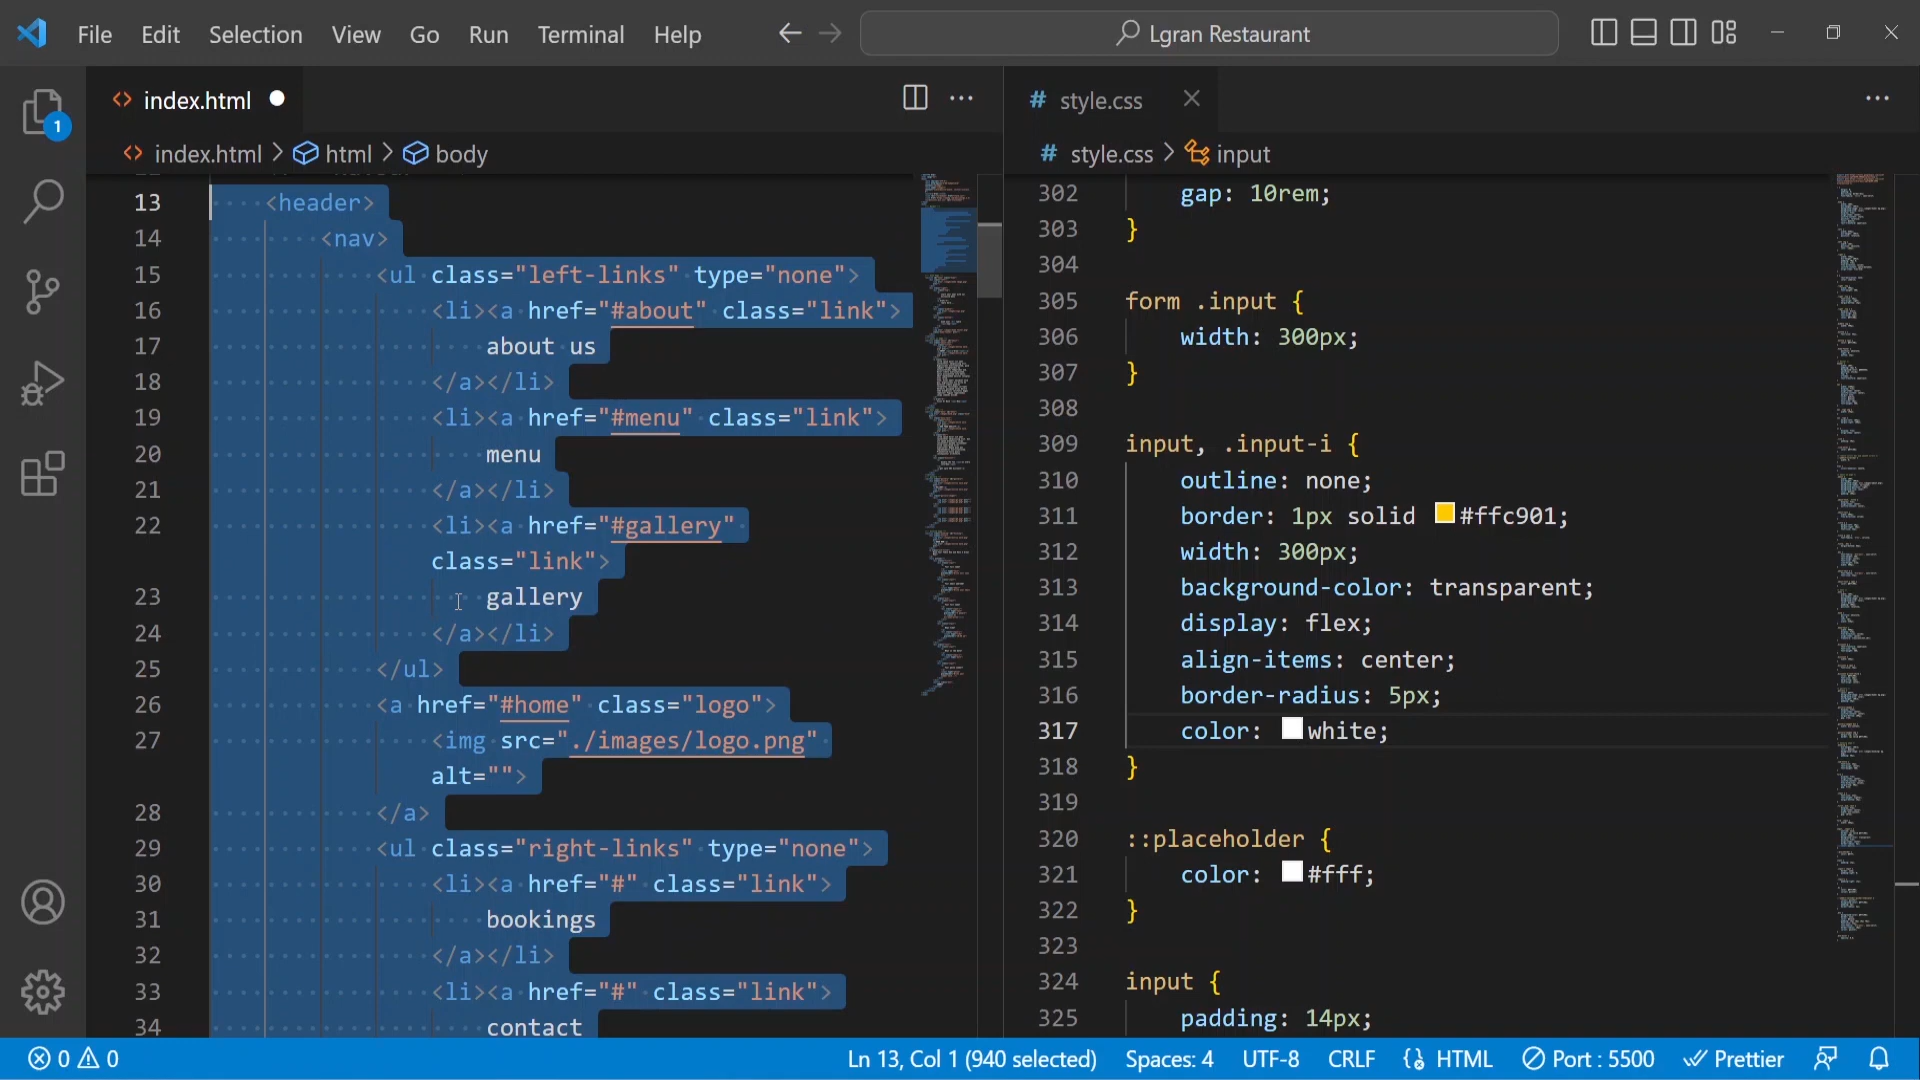 File Edit Selection View Go Run Terminal Help Lgran Restaurant
index.html
style.css
index.html > html > body
style.css > input
1
13 <header>
14 <nav>
15 <ul class="left-links" type="none">
16 <li><a href="#about" class="link">
17 about us
18 </a></li>
19 <li><a href="#menu" class="link">
20 menu
21 </a></li>
22 <li><a href="#gallery"
class="link">
23 gallery
24 </a></li>
25 </ul>
26 <a href="#home" class="logo">
27 <img src="./images/logo.png"
alt="">
28 </a>
29 <ul class="right-links" type="none">
30 <li><a href="#" class="link">
31 bookings
32 </a></li>
33 <li><a href="#" class="link">
34 contact
302 gap: 10rem;
303 }
304
305 form .input {
306 width: 300px;
307 }
308
309 input, .input-i {
310 outline: none;
311 border: 1px solid #ffc901;
312 width: 300px;
313 background-color: transparent;
314 display: flex;
315 align-items: center;
316 border-radius: 5px;
317 color: white;
318 }
319
320 ::placeholder {
321 color: #fff;
322 }
323
324 input {
325 padding: 14px;
0 0 Ln 13, Col 1 (940 selected) Spaces: 4 UTF-8 CRLF HTML Port : 5500 Prettier